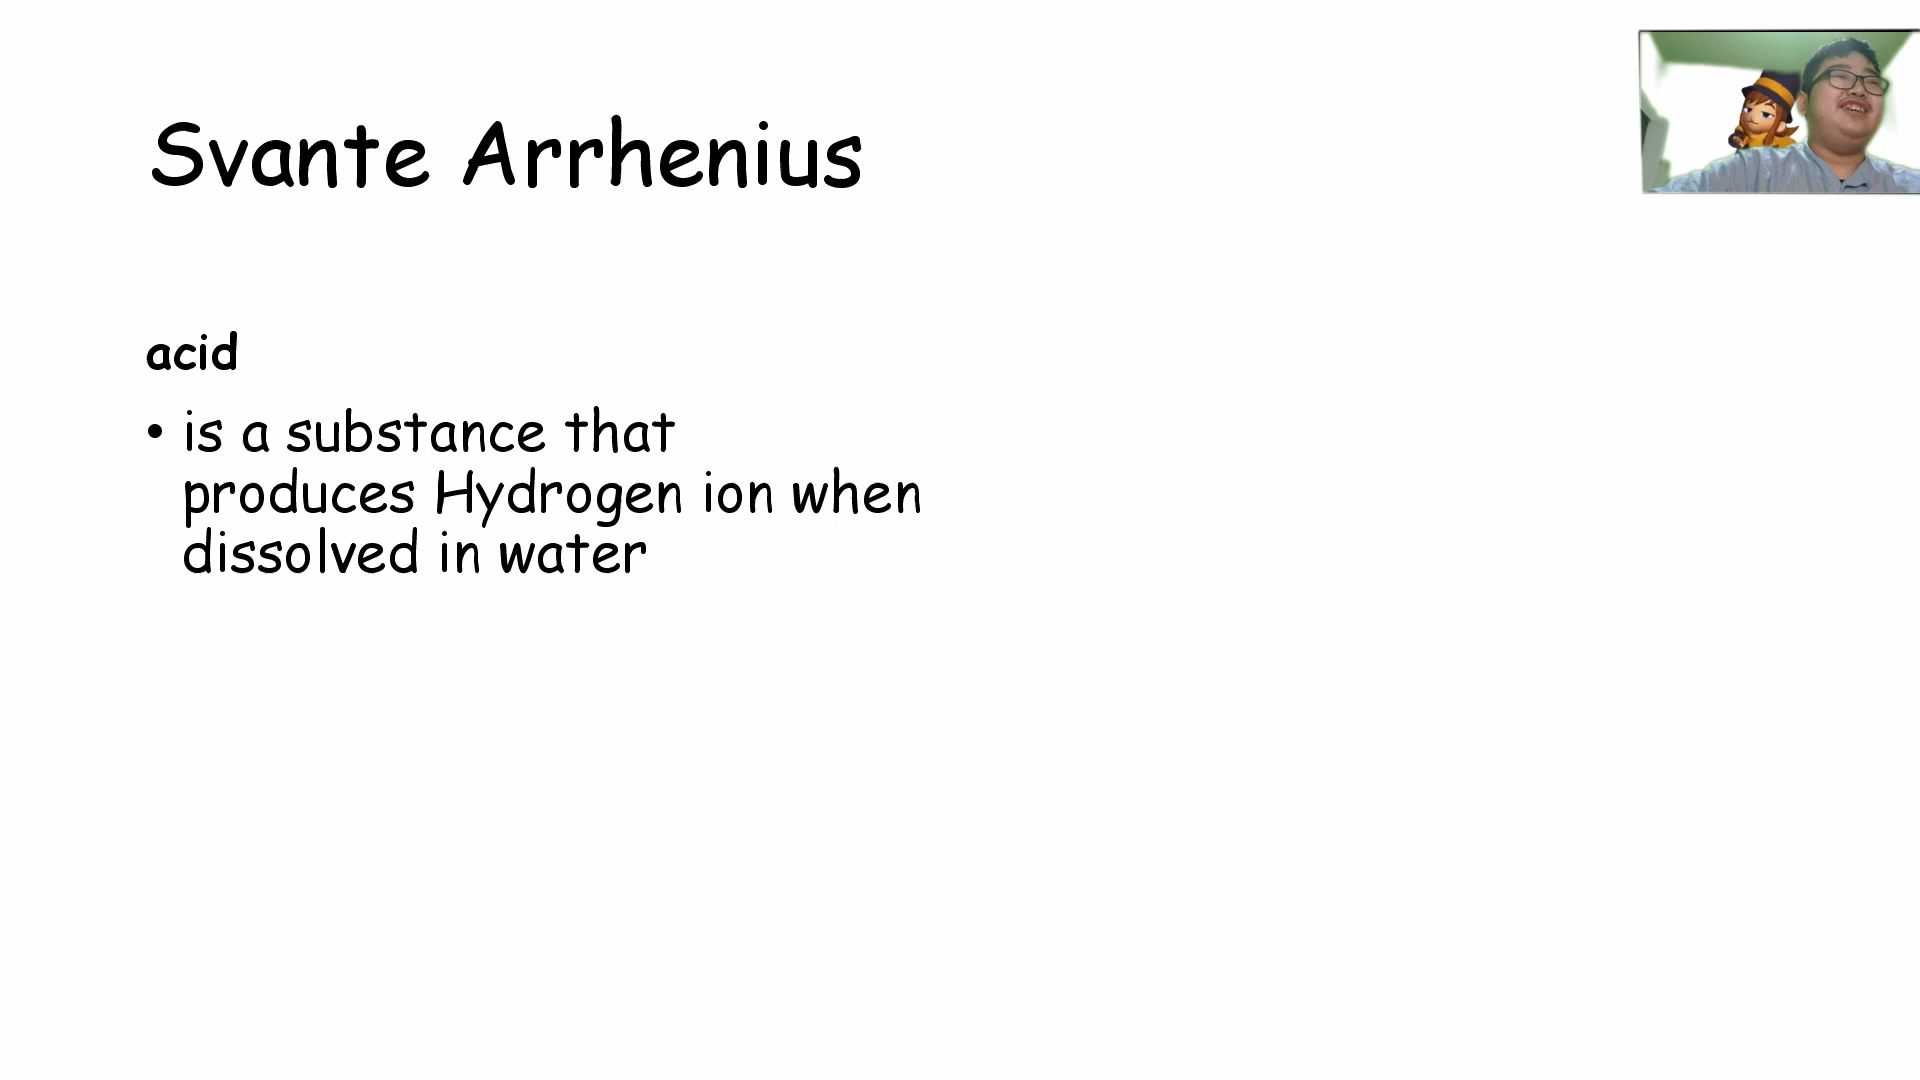 Svante Arrhenius
acid
• is a substance that
produces Hydrogen ion when
dissolved in water